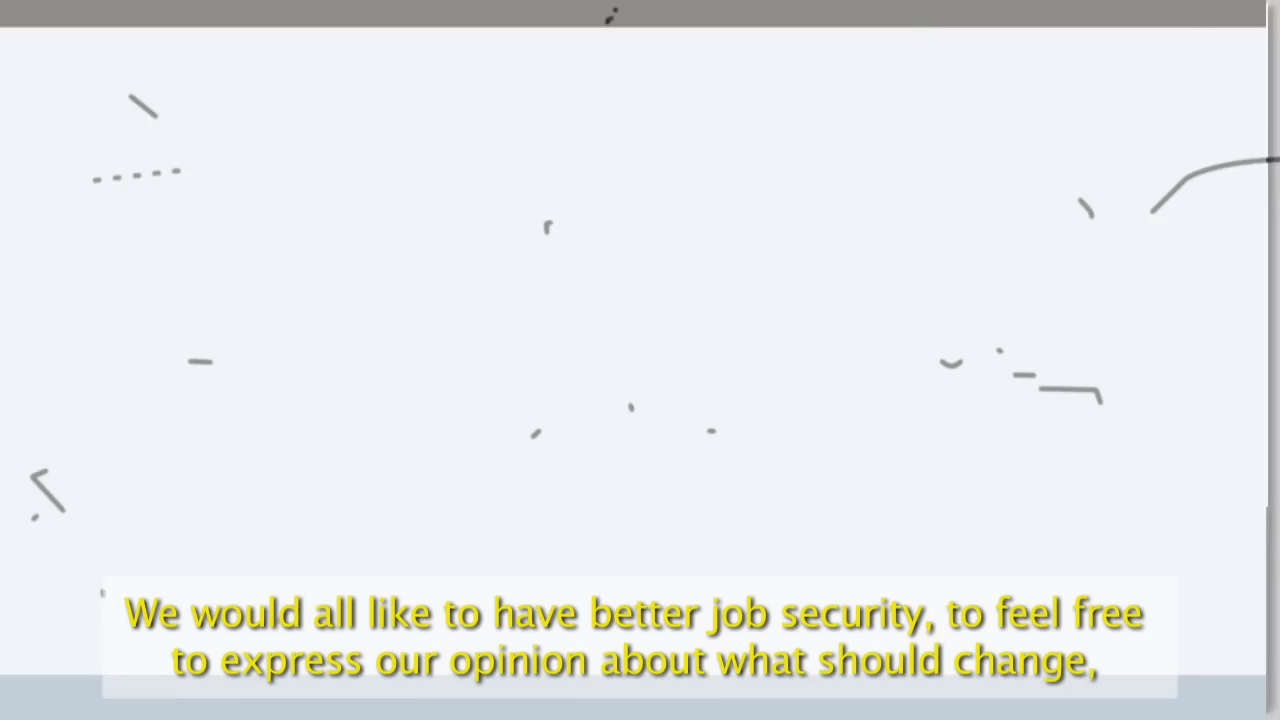 We would all like to have better job security, to feel free
to express our opinion about what should change,